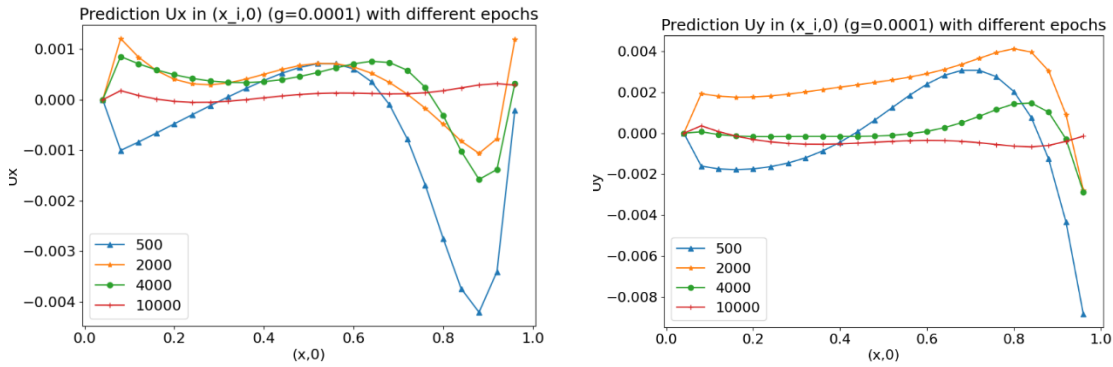 Prediction Ux in (x_i,0) (g=0.0001) with different epochs
0.001
0.000
−0.001
−0.002
−0.003
−0.004
Ux
500
2000
4000
10000
0.0 0.2 0.4 0.6 0.8 1.0
(x,0)
Prediction Uy in (x_i,0) (g=0.0001) with different epochs
0.004
0.002
0.000
−0.002
−0.004
−0.006
−0.008
Uy
500
2000
4000
10000
0.0 0.2 0.4 0.6 0.8 1.0
(x,0)